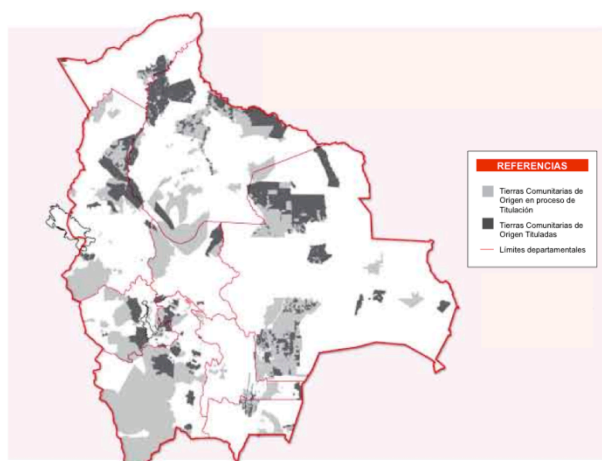 REFERENCIAS
Tierras Comunitarias de
Origen en proceso de
Titulación
Tierras Comunitarias de
Origen Tituladas
Límites departamentales